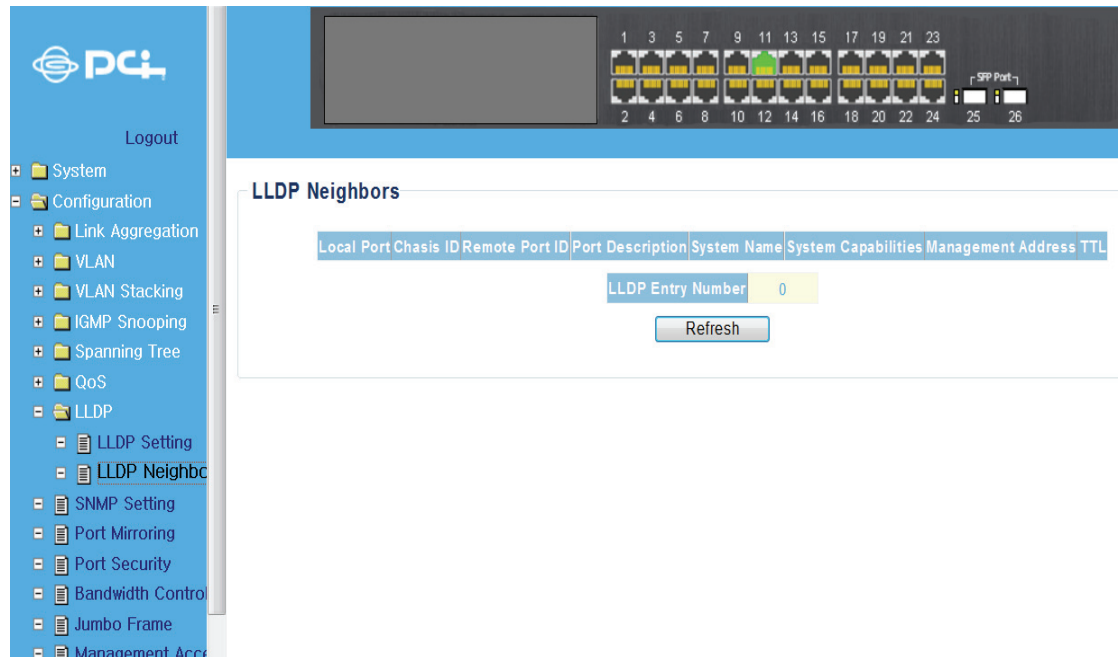 PCi
1 3 5 7 9 11 13 15 17 19 21 23
SFP Port
2 4 6 8 10 12 14 16 18 20 22 24 25 26
Logout
System
Configuration
Link Aggregation
VLAN
VLAN Stacking
IGMP Snooping
Spanning Tree
QoS
LLDP
LLDP Setting
LLDP Neighbo
SNMP Setting
Port Mirroring
Port Security
Bandwidth Control
Jumbo Frame
Management Acce
LLDP Neighbors
Local Port Chasis ID Remote Port ID Port Description System Name System Capabilities Management Address TTL
LLDP Entry Number 0
Refresh